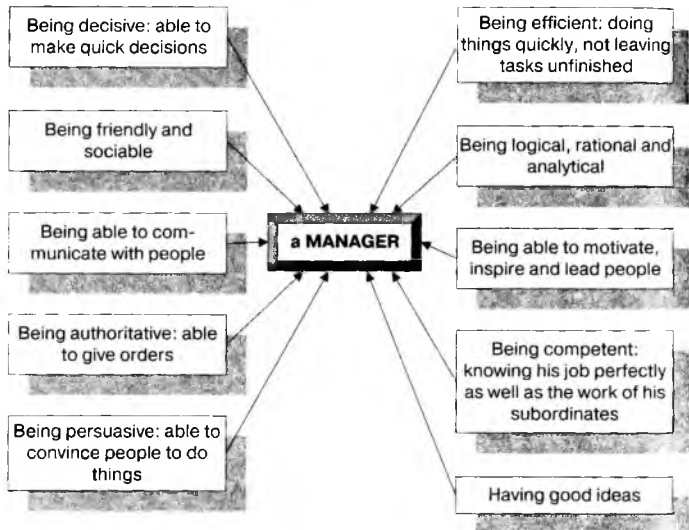 Being decisive: able to
make quick decisions
Being friendly and
sociable
Being able to com-
municate with people
Being authoritative: able
to give orders
Being persuasive: able to
convince people to do
things
a MANAGER
Being efficient: doing
things quickly, not leaving
tasks unfinished
Being logical, rational and
analytical
Being able to motivate,
inspire and lead people
Being competent:
knowing his job perfectly
as well as the work of his
subordinates
Having good ideas